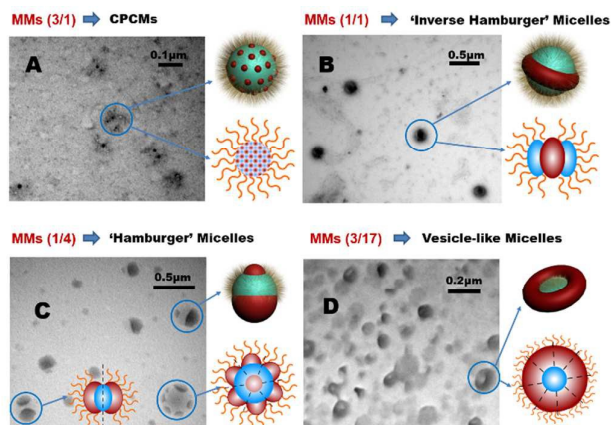 MMs (3/1) CPCMs
0.1μm
A
MMs (1/1) ‘Inverse Hamburger’ Micelles
0.5μm
B
MMs (1/4) ‘Hamburger’ Micelles
0.5μm
C
MMs (3/17) Vesicle-like Micelles
0.2μm
D